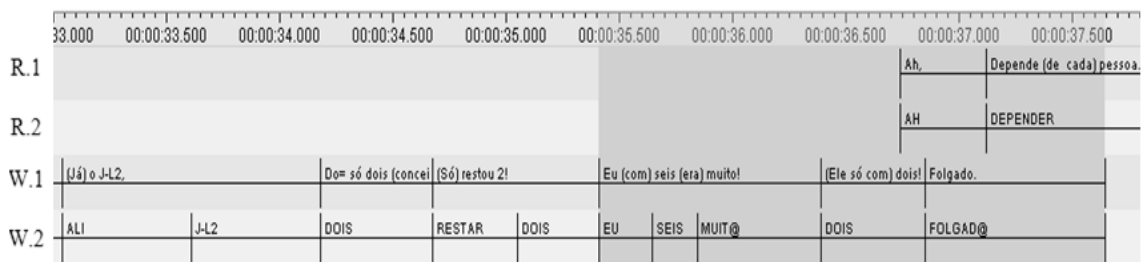 33.000 00:00:33.500 00:00:34.000 00:00:34.500 00:00:35.000 00:00:35.500 00:00:36.000 00:00:36.500 00:00:37.000 00:00:37.500
R.1 Ah, Depende (de cada) pessoa.
R.2 AH DEPENDER
W.1 (Já) o J-L2, Do= só dois (concei (Só) restou 2! Eu (com) seis (era) muito! (Ele só com) dois! Folgado.
W.2 ALI J-L2 DOIS RESTAR DOIS EU SEIS MUIT@ DOIS FOLGAD@